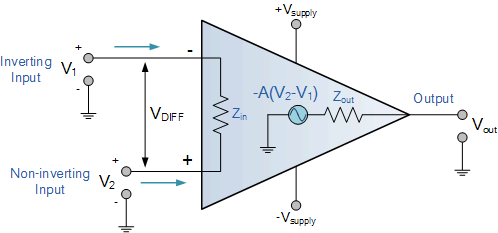 +Vsupply
Inverting
Input
V1
+
-
-
VDIFF
Zin
-A(V2-V1)
Zout
Output
Vout
Non-inverting
Input
V2
+
-
+
-Vsupply